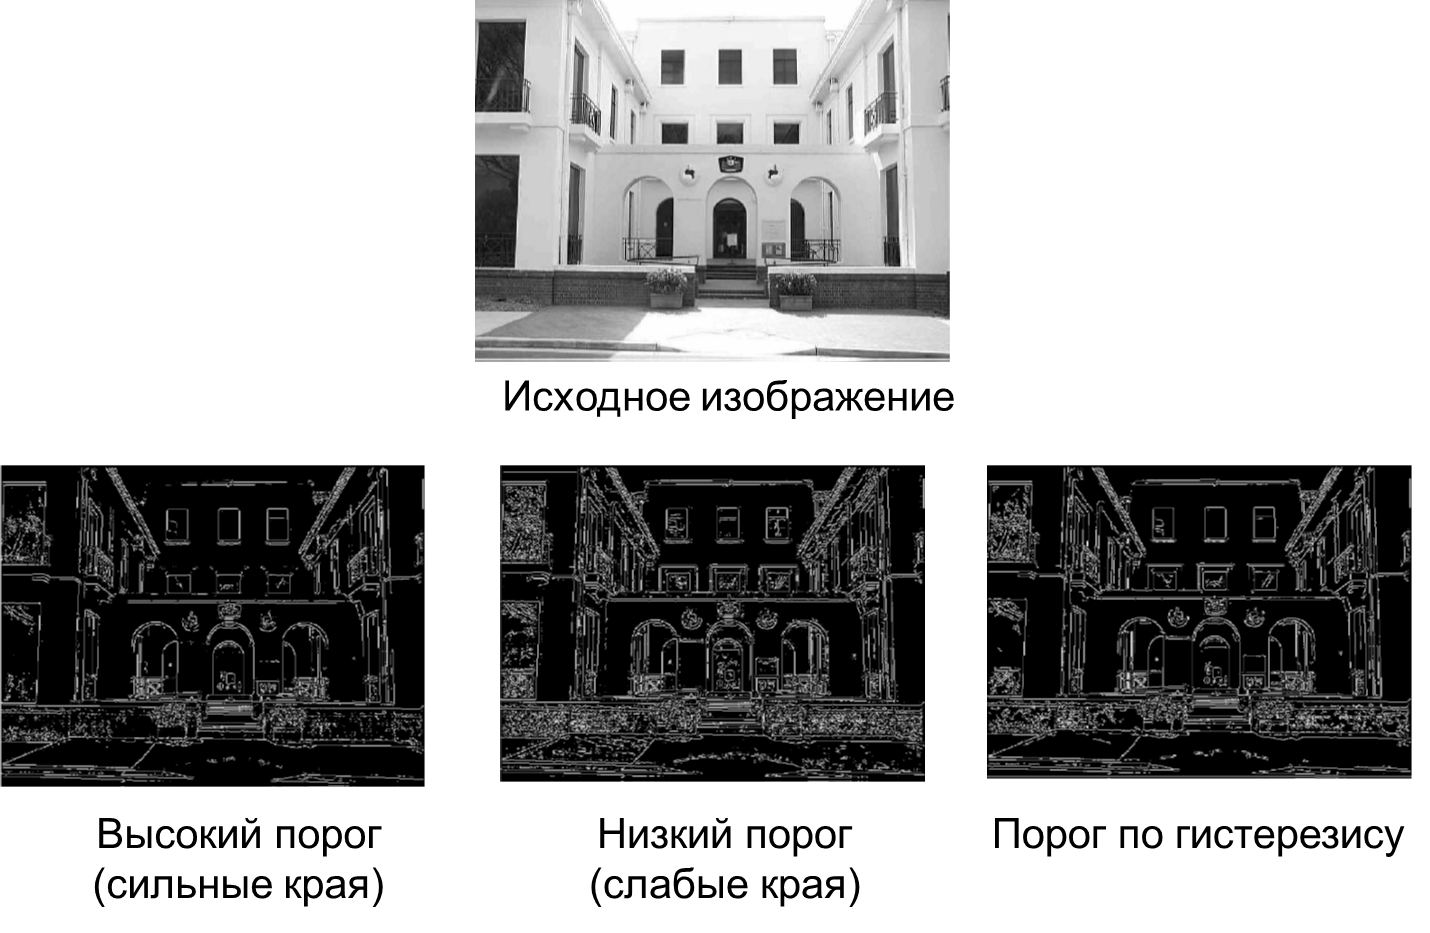 Исходное изображение
Высокий порог
(сильные края)
Низкий порог
(слабые края)
Порог по гистерезису